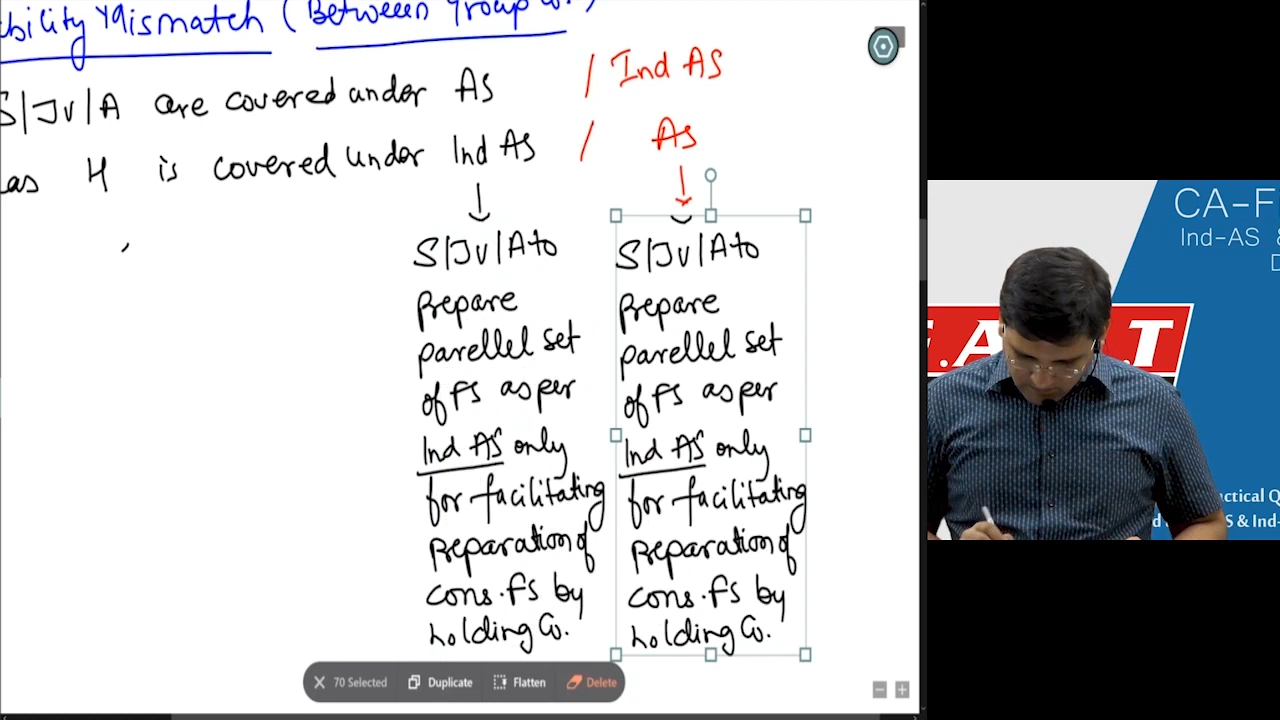 bility Mismatch (Between Group Co.)
S/JV/A are covered under AS / Ind AS
as H is covered under Ind AS / AS
S/JV/A to
Prepare
parellel set
of FS as per
Ind AS only
for facilitating
Preparation of
cons. FS by
holding Co.
S/JV/A to
Prepare
parellel set
of FS as per
Ind AS only
for facilitating
Preparation of
cons. FS by
holding Co.
70 Selected Duplicate Flatten Delete
CA-F
Ind-AS &
D
.A T
ctical Q
S & Ind-